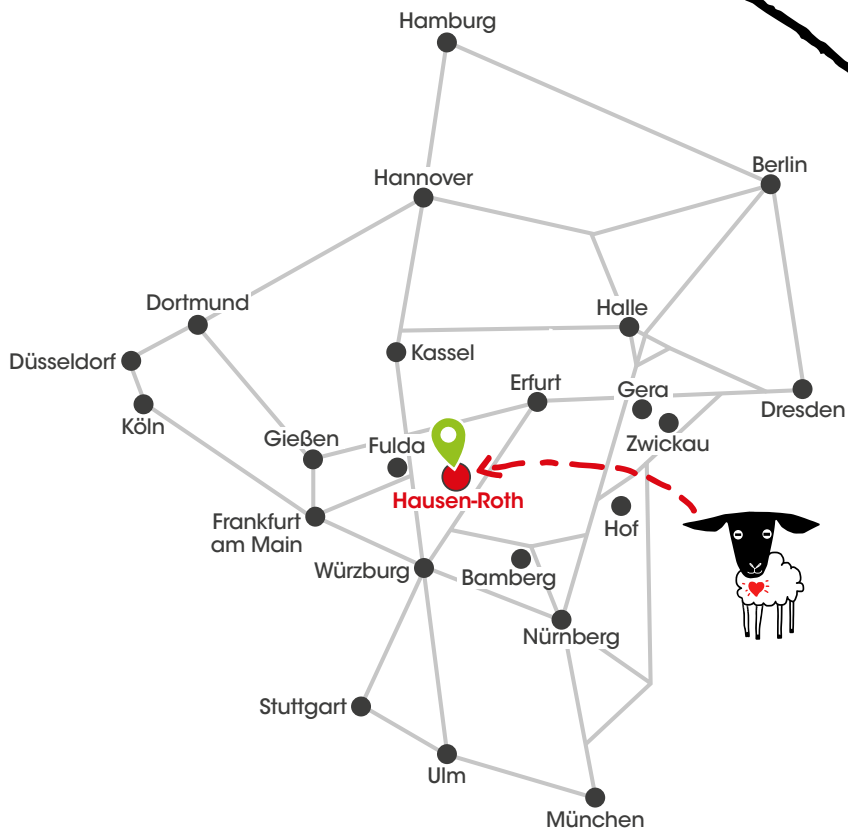 Hamburg
Berlin
Hannover
Dortmund
Halle
Düsseldorf
Kassel
Erfurt
Gera
Köln
Dresden
Gießen
Fulda
Zwickau
Hausen-Roth
Frankfurt
am Main
Hof
Würzburg
Bamberg
Nürnberg
Stuttgart
Ulm
München